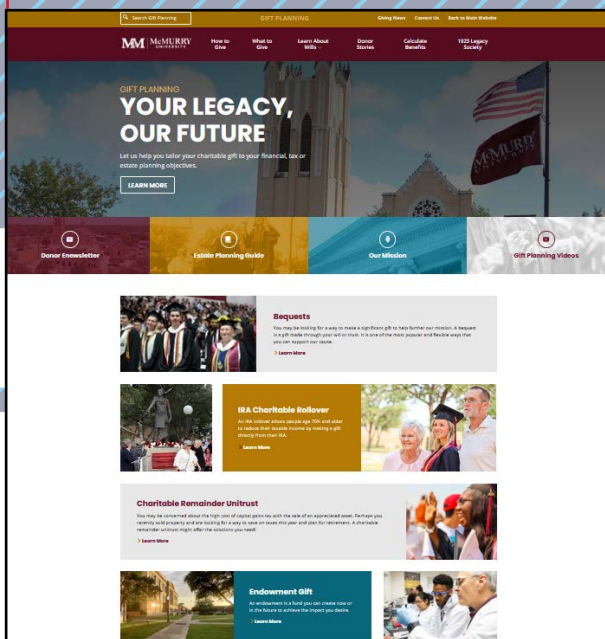 Search Gift Planning
GIFT PLANNING
Giving News Contact Us Back to Main Website
MM McMURRY
UNIVERSITY
How to
Give
What to
Give
Learn About
Wills
Donor
Stories
Calculate
Benefits
1923 Legacy
Society
GIFT PLANNING
YOUR LEGACY,
OUR FUTURE
Let us help you tailor your charitable gift to your financial, tax or
estate planning objectives.
LEARN MORE
McMURRY
UNIVERSITY
Donor Enewsletter
Estate Planning Guide
Our Mission
Gift Planning Videos
Bequests
You may be looking for a way to make a significant gift to help further our mission. A bequest
is a gift made through your will or trust. It is one of the most popular and flexible ways that
you can support our cause.
> Learn More
IRA Charitable Rollover
An IRA rollover allows people age 70½ and older
to reduce their taxable income by making a gift
directly from their IRA.
> Learn More
Charitable Remainder Unitrust
You may be concerned about the high cost of capital gains tax with the sale of an appreciated asset. Perhaps you
recently sold property and are looking for a way to save on taxes this year and plan for retirement. A charitable
remainder unitrust might offer the solutions you need!
> Learn More
Endowment Gift
An endowment is a fund you can create now or
in the future to achieve the impact you desire.
> Learn More